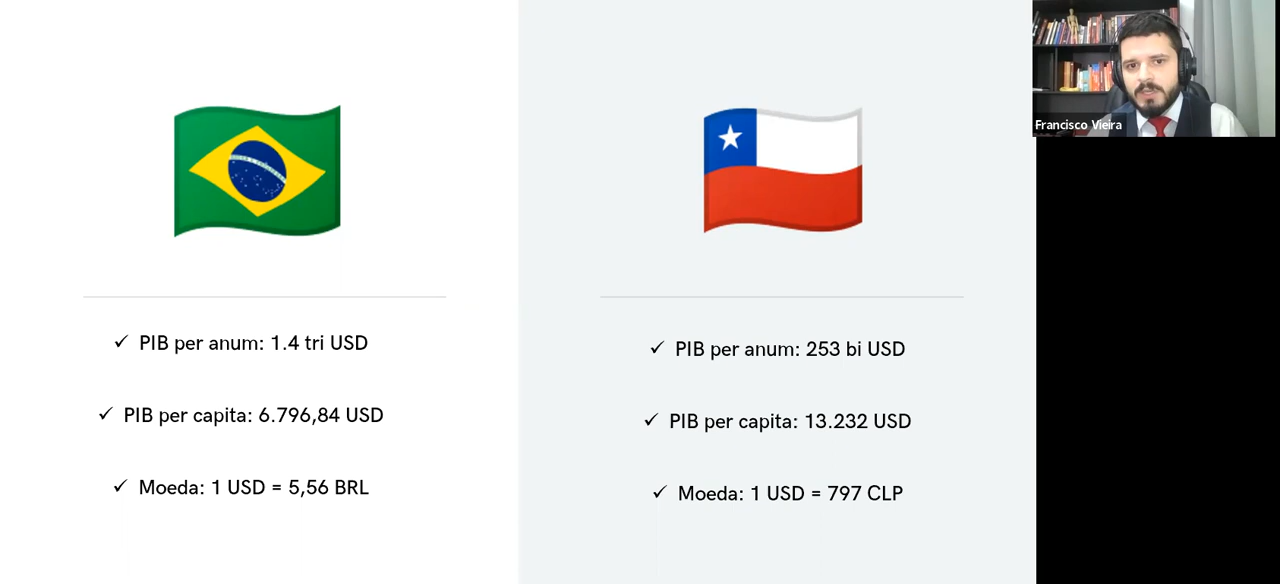 PIB per anum: 1.4 tri USD
PIB per capita: 6.796,84 USD
Moeda: 1 USD = 5,56 BRL
PIB per anum: 253 bi USD
PIB per capita: 13.232 USD
Moeda: 1 USD = 797 CLP
Francisco Vieira